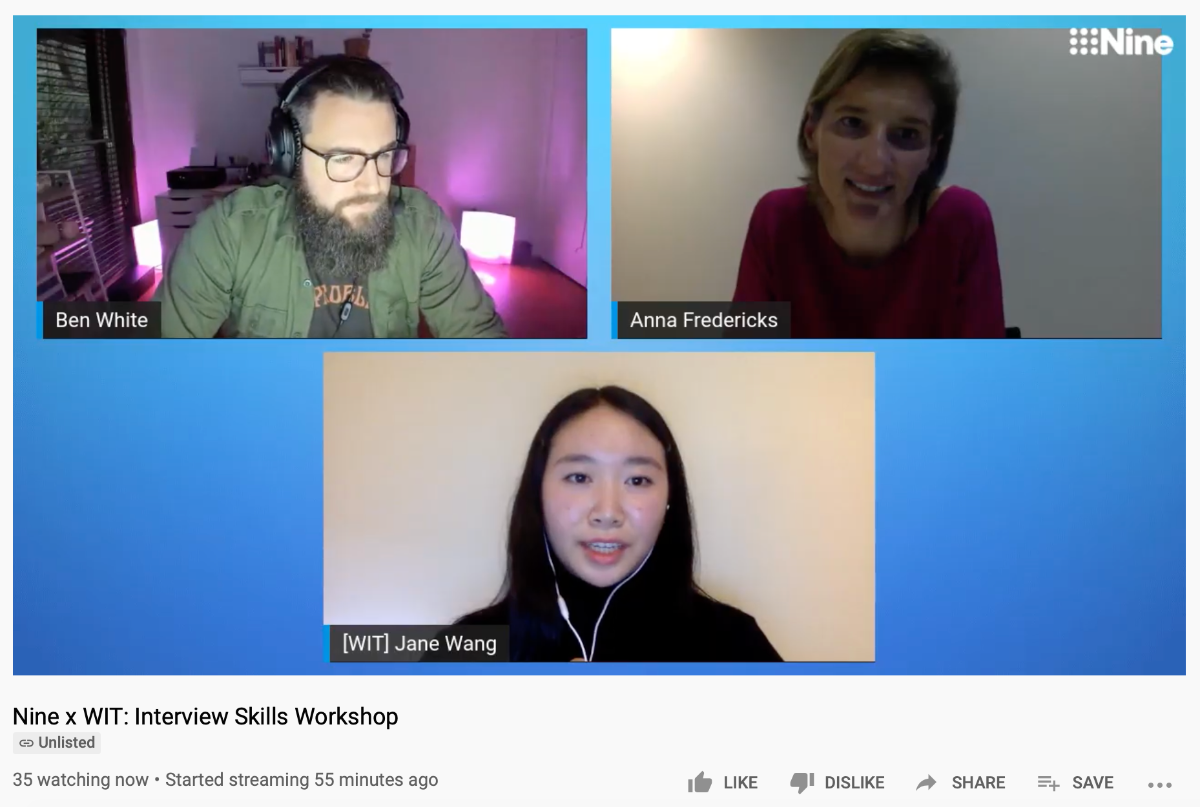 Nine
Ben White
Anna Fredericks
[WIT] Jane Wang
Nine x WIT: Interview Skills Workshop
Unlisted
35 watching now • Started streaming 55 minutes ago
LIKE DISLIKE SHARE SAVE